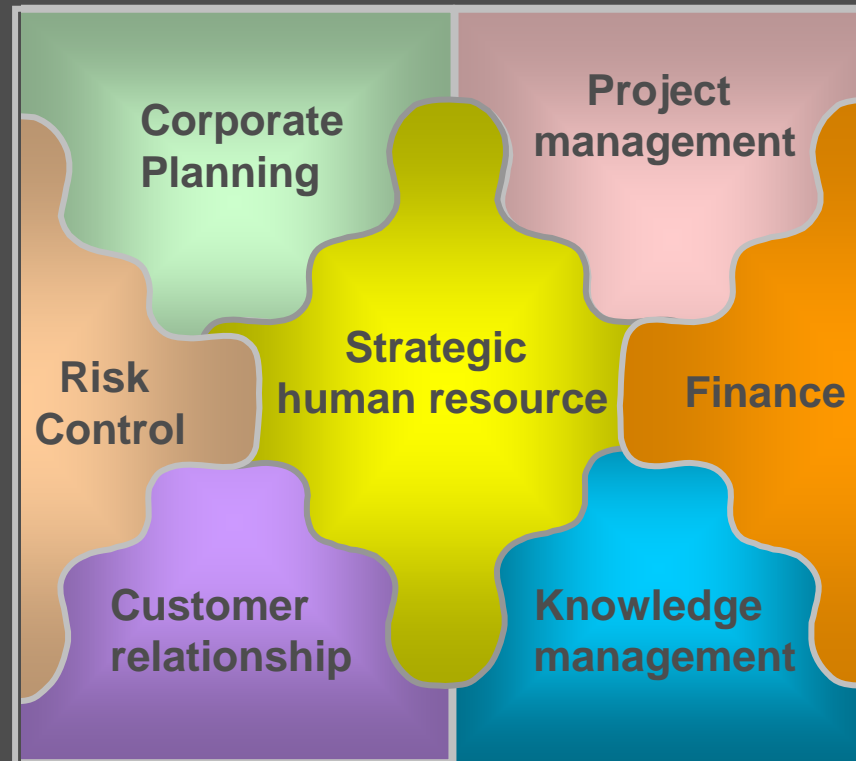 Corporate
Planning
Project
management
Risk
Control
Strategic
human resource
Finance
Customer
relationship
Knowledge
management